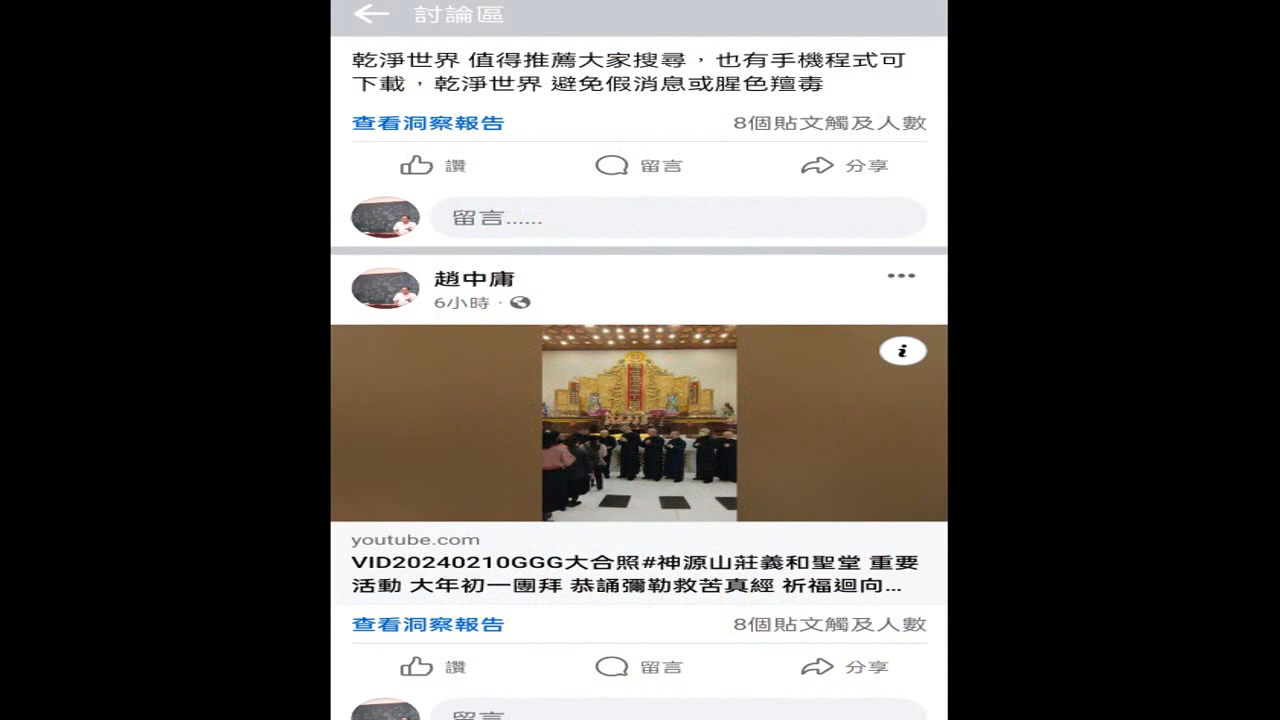 討論區
乾淨世界 值得推薦大家搜尋，也有手機程式可
下載，乾淨世界 避免假消息或腥色羶毒
查看洞察報告 8個貼文觸及人數
讚 留言 分享
留言......
趙中庸
6小時 ·
youtube.com
VID20240210GGG大合照#神源山莊義和聖堂 重要
活動 大年初一團拜 恭誦彌勒救苦真經 祈福迴向...
查看洞察報告 8個貼文觸及人數
讚 留言 分享
留言